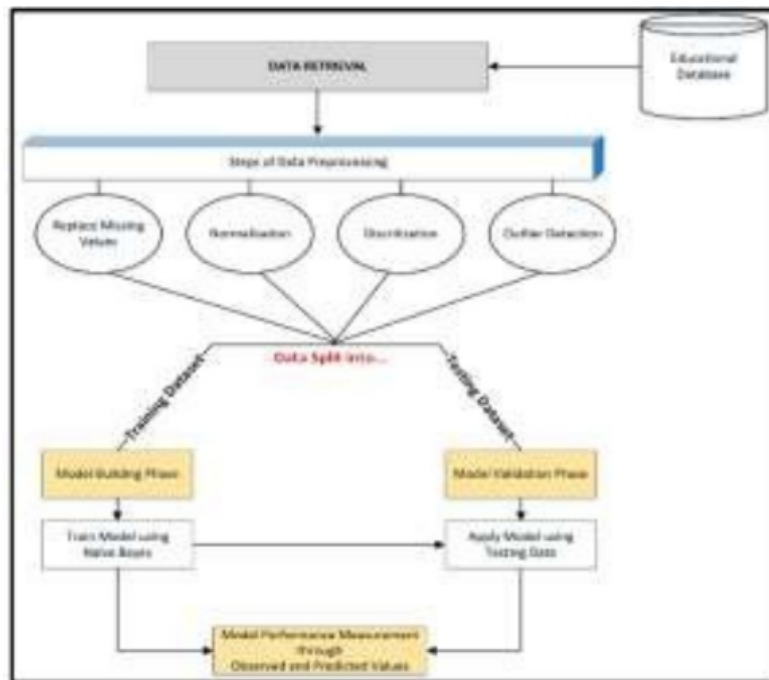 DATA RETRIEVAL
Educational
Database
Steps of Data Preprocessing
Replace Missing
Values
Normalisation
Discritisation
Outlier Detection
Data Split into...
Training Dataset
Testing Dataset
Model Building Phase
Model Validation Phase
Train Model using
Naïve Bayes
Apply Model using
Testing Data
Model Performance Measurement
through
Observed and Predicted Values